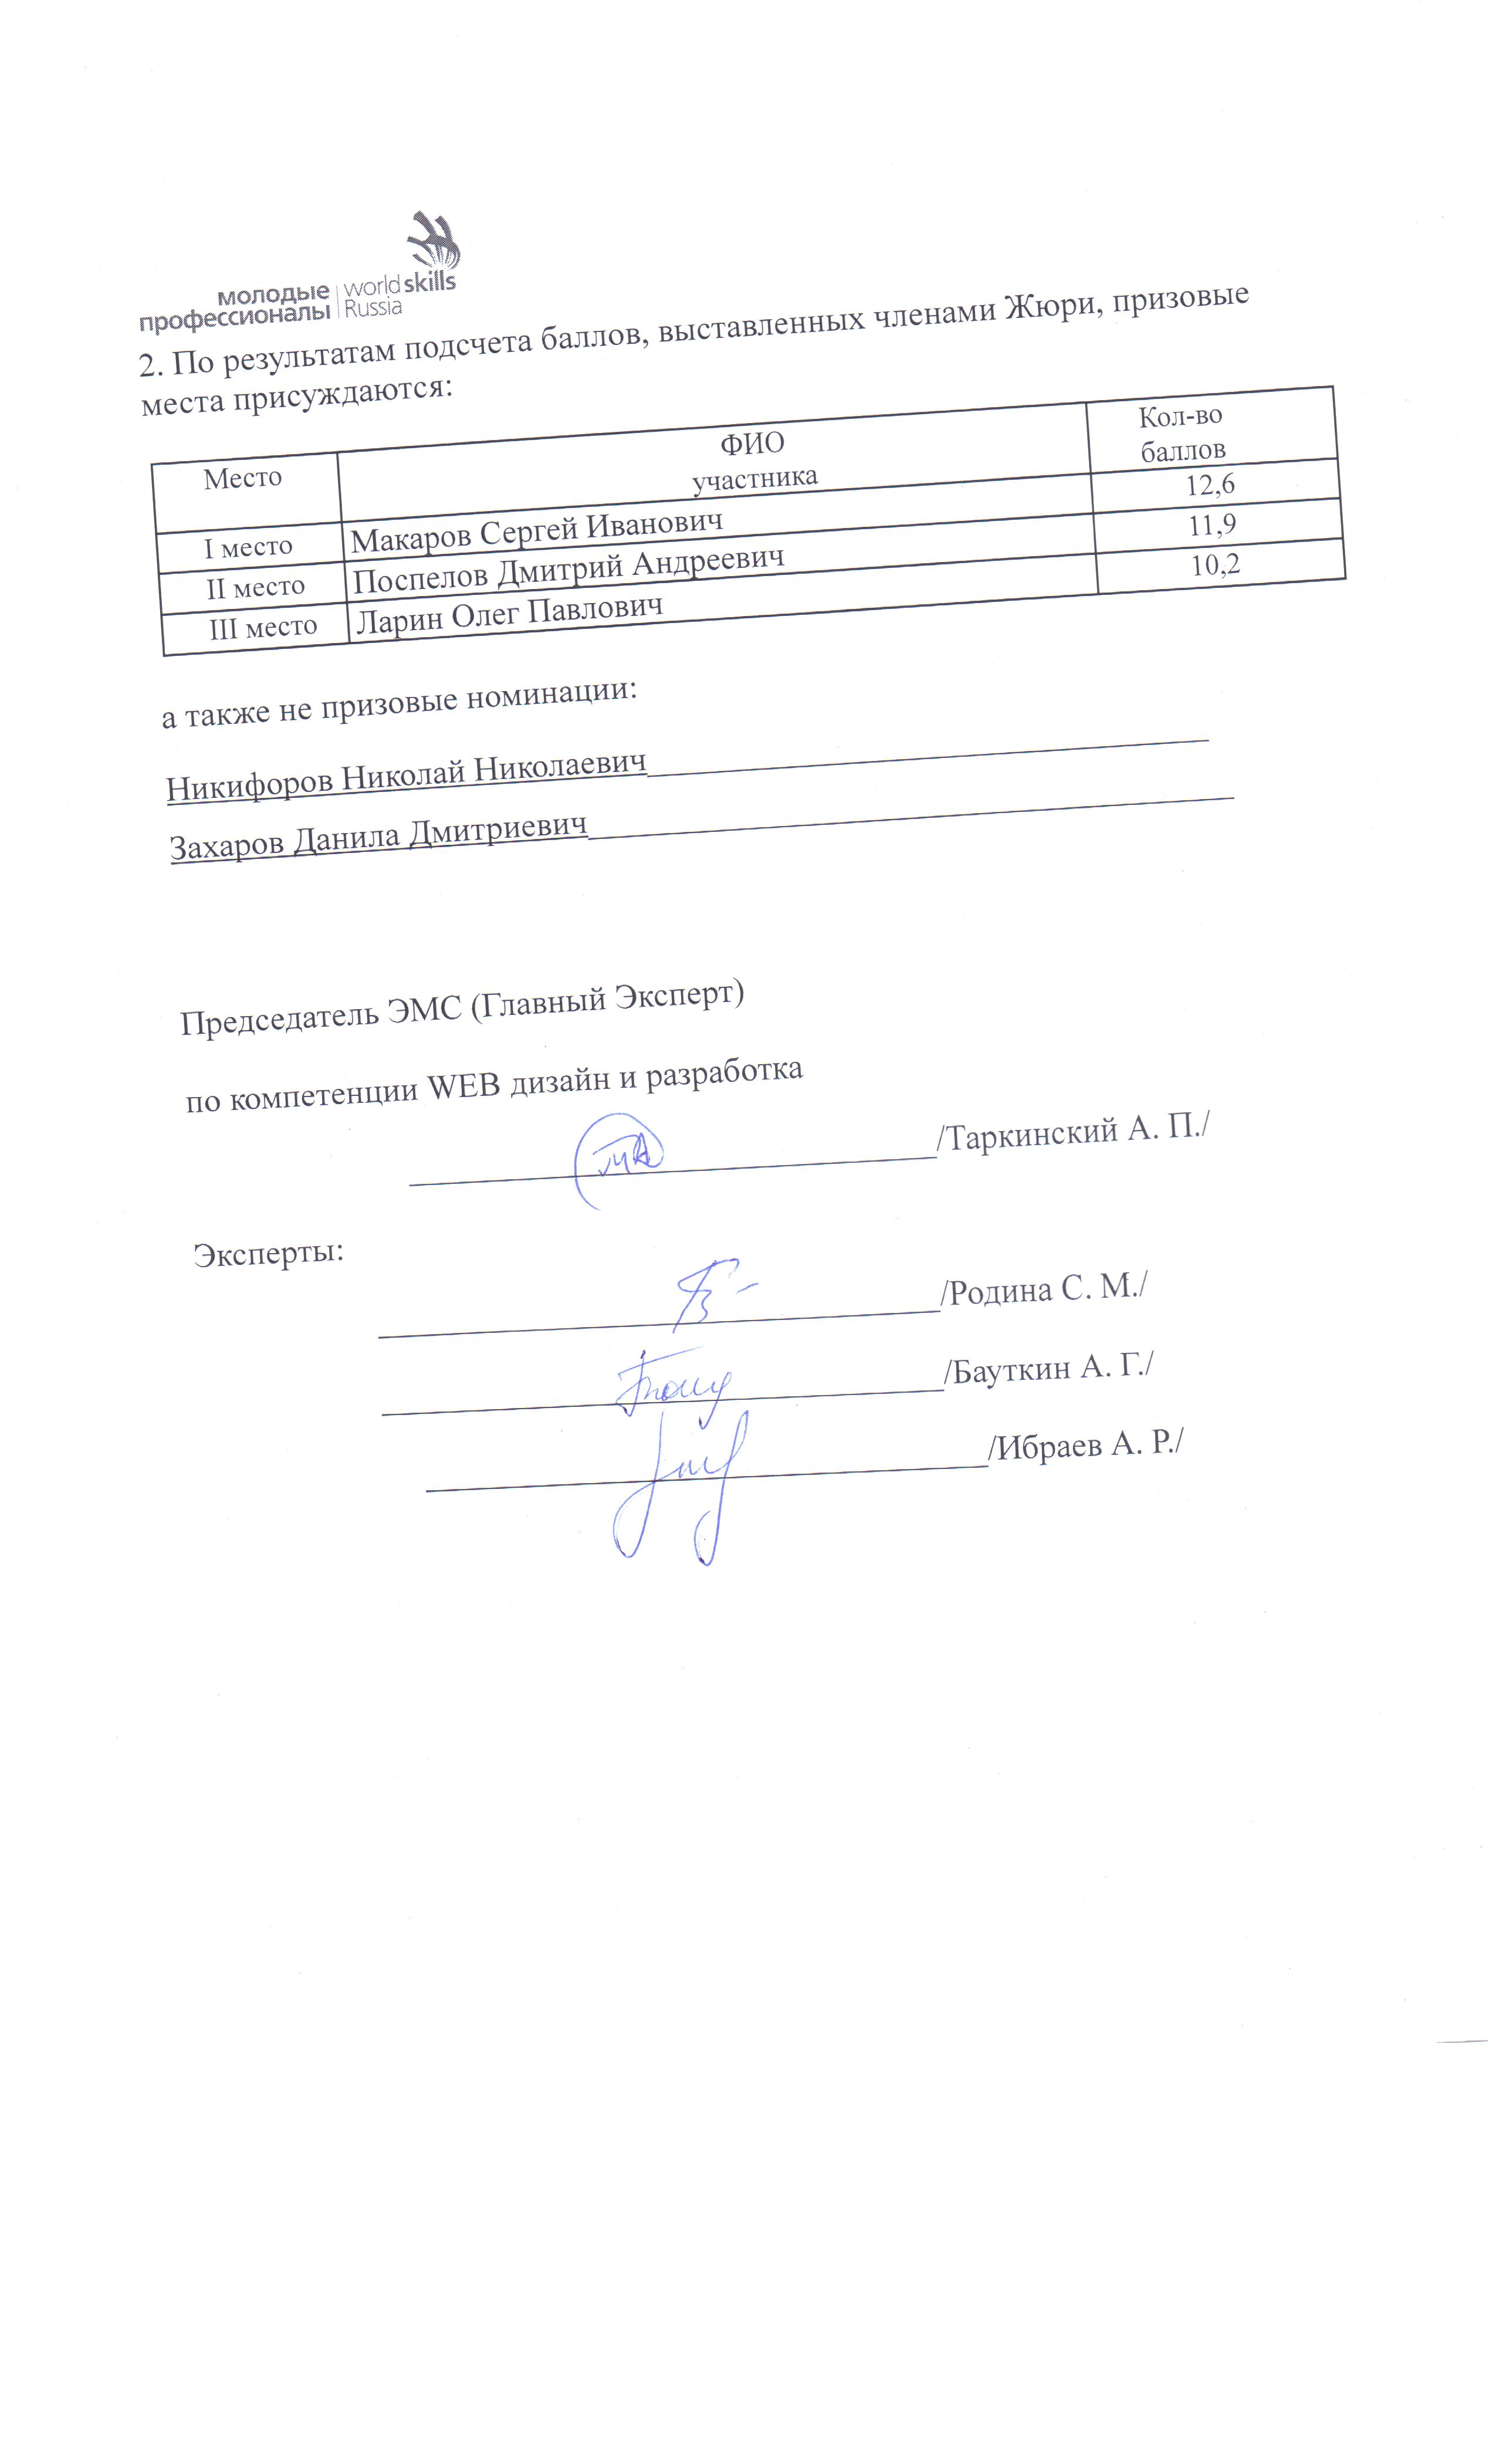 молодые
профессионалы
worldskills
Russia
2. По результатам подсчета баллов, выставленных членами Жюри, призовые
места присуждаются:
Место ФИО участника Кол-во баллов
I место Макаров Сергей Иванович 12,6
II место Поспелов Дмитрий Андреевич 11,9
III место Ларин Олег Павлович 10,2
а также не призовые номинации:
Никифоров Николай Николаевич
Захаров Данила Дмитриевич
Председатель ЭМС (Главный Эксперт)
по компетенции WEB дизайн и разработка
/Таркинский А. П./
Эксперты:
/Родина С. М./
/Бауткин А. Г./
/Ибраев А. Р./